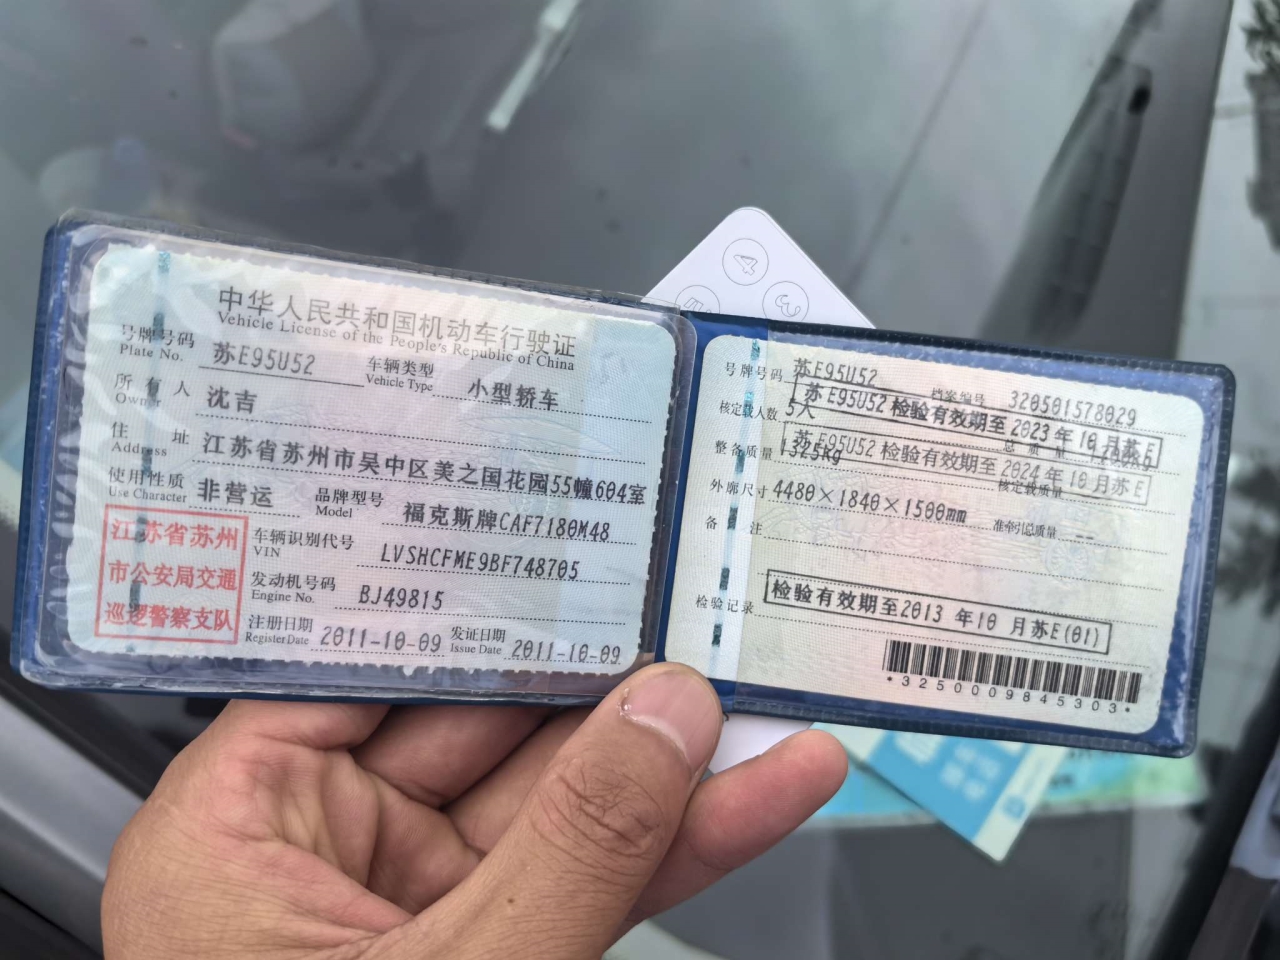 中华人民共和国机动车行驶证
Vehicle License of the People's Republic of China
号牌号码 苏E95U52 车辆类型 小型轿车
Plate No. Vehicle Type
所有人 沈吉
Owner
住址 江苏省苏州市吴中区美之国花园55幢604室
Address
使用性质 非营运 品牌型号 福克斯牌CAF7180M48
Use Character Model
江苏省苏州
市公安局交通
巡逻警察支队
车辆识别代号 LVSHCFME9BF748705
VIN
发动机号码 BJ49815
Engine No.
注册日期 2011-10-09 发证日期 2011-10-09
Register Date Issue Date
号牌号码 苏E95U52 档案编号 320501578029
苏E95U52 检验有效期至2023年10月苏E
核定载人数 5人 总质量
苏E95U52 检验有效期至2024年10月苏E
整备质量 1325kg 核定载质量
外廓尺寸 4480×1840×1500mm 准牵引总质量 --
备注
检验记录 检验有效期至2013年10月苏E(01)
*3250009845303*
4
3